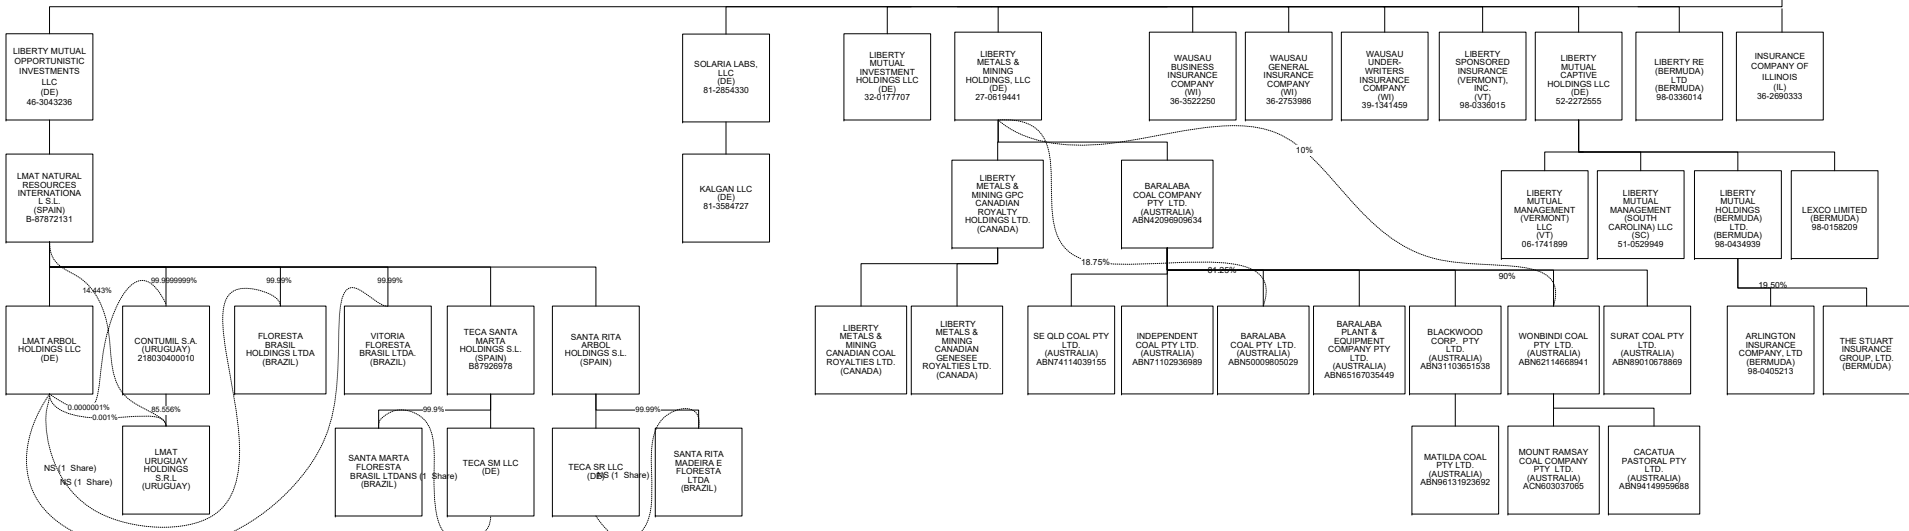 LIBERTY MUTUAL
OPPORTUNISTIC
INVESTMENTS
LLC
(DE)
46-3043236
SOLARIA LABS,
LLC
(DE)
81-2854330
LIBERTY
MUTUAL
INVESTMENT
HOLDINGS LLC
(DE)
32-0177707
LIBERTY
METALS &
MINING
HOLDINGS, LLC
(DE)
27-0619441
WAUSAU
BUSINESS
INSURANCE
COMPANY
(WI)
36-3522250
WAUSAU
GENERAL
INSURANCE
COMPANY
(WI)
36-2753986
WAUSAU
UNDER-
WRITERS
INSURANCE
COMPANY
(WI)
39-1341459
LIBERTY
SPONSORED
INSURANCE
(VERMONT),
INC.
(VT)
98-0336015
LIBERTY
MUTUAL
CAPTIVE
HOLDINGS LLC
(DE)
52-2272555
LIBERTY RE
(BERMUDA)
LTD
(BERMUDA)
98-0336014
INSURANCE
COMPANY OF
ILLINOIS
(IL)
36-2690333
LMAT NATURAL
RESOURCES
INTERNATIONA
L S.L.
(SPAIN)
B-87872131
KALGAN LLC
(DE)
81-3584727
LIBERTY
METALS &
MINING GPC
CANADIAN
ROYALTY
HOLDINGS LTD.
(CANADA)
BARALABA
COAL COMPANY
PTY LTD.
(AUSTRALIA)
ABN42096909634
10%
LIBERTY
MUTUAL
MANAGEMENT
(VERMONT)
LLC
(VT)
06-1741899
LIBERTY
MUTUAL
MANAGEMENT
(SOUTH
CAROLINA) LLC
(SC)
51-0529949
LIBERTY
MUTUAL
HOLDINGS
(BERMUDA)
LTD.
(BERMUDA)
98-0434939
LEXCO LIMITED
(BERMUDA)
98-0158209
14.443%
99.9999999%
99.99%
99.99%
18.75%
81.25%
90%
19.50%
LMAT ARBOL
HOLDINGS LLC
(DE)
CONTUMIL S.A.
(URUGUAY)
218030400010
FLORESTA
BRASIL
HOLDINGS LTDA
(BRAZIL)
VITORIA
FLORESTA
BRASIL LTDA.
(BRAZIL)
TECA SANTA
MARTA
HOLDINGS S.L.
(SPAIN)
B87926978
SANTA RITA
ARBOL
HOLDINGS S.L.
(SPAIN)
LIBERTY
METALS &
MINING
CANADIAN COAL
ROYALTIES LTD.
(CANADA)
LIBERTY
METALS &
MINING
CANADIAN
GENESEE
ROYALTIES LTD.
(CANADA)
SE QLD COAL PTY
LTD.
(AUSTRALIA)
ABN74114039155
INDEPENDENT
COAL PTY LTD.
(AUSTRALIA)
ABN71102936989
BARALABA
COAL PTY LTD.
(AUSTRALIA)
ABN50009805029
BARALABA
PLANT &
EQUIPMENT
COMPANY PTY
LTD.
(AUSTRALIA)
ABN65167035449
BLACKWOOD
CORP. PTY
LTD.
(AUSTRALIA)
ABN31103651538
WONBINDI COAL
PTY LTD.
(AUSTRALIA)
ABN62114668941
SURAT COAL PTY
LTD.
(AUSTRALIA)
ABN89010678869
ARLINGTON
INSURANCE
COMPANY, LTD
(BERMUDA)
98-0405213
THE STUART
INSURANCE
GROUP, LTD.
(BERMUDA)
0.0000001%
0.001%
85.556%
99.9%
99.99%
LMAT
URUGUAY
HOLDINGS
S.R.L
(URUGUAY)
NS (1 Share)
NS (1 Share)
SANTA MARTA
FLORESTA
BRASIL LTDA
(BRAZIL)
NS (1 Share)
TECA SM LLC
(DE)
TECA SR LLC
(DE)
NS (1 Share)
SANTA RITA
MADEIRA E
FLORESTA
LTDA
(BRAZIL)
MATILDA COAL
PTY LTD.
(AUSTRALIA)
ABN96131923692
MOUNT RAMSAY
COAL COMPANY
PTY LTD.
(AUSTRALIA)
ACN603037065
CACATUA
PASTORAL PTY
LTD.
(AUSTRALIA)
ABN94149959688